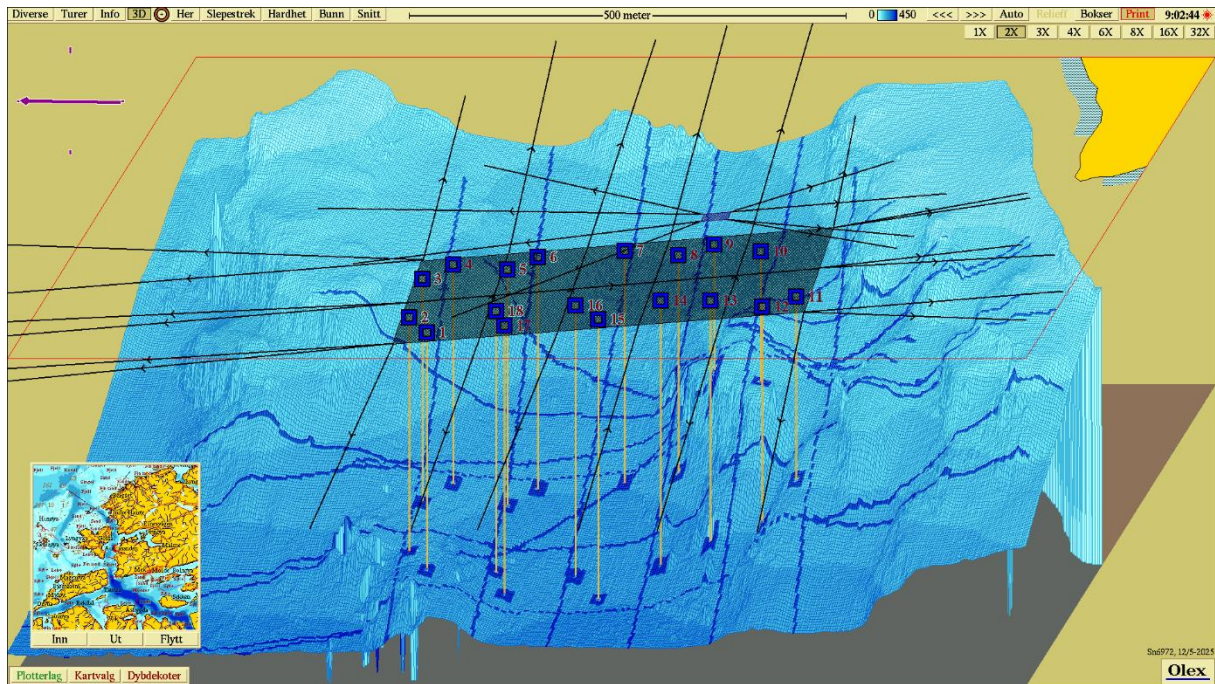 Diverse Turer Info 3D Her Slepestrek Hardhet Bunn Snitt 500 meter 0 450 <<< >>> Auto Relieff Bokser Print 9:02:44
1X 2X 3X 4X 6X 8X 16X 32X
9
7 8 10
6
4 5
3
14 13 11
18 16 12
2 15
1 17
Inn Ut Flytt
Sn6972, 12/5-2025
Plotterlag Kartvalg Dybdekoter Olex